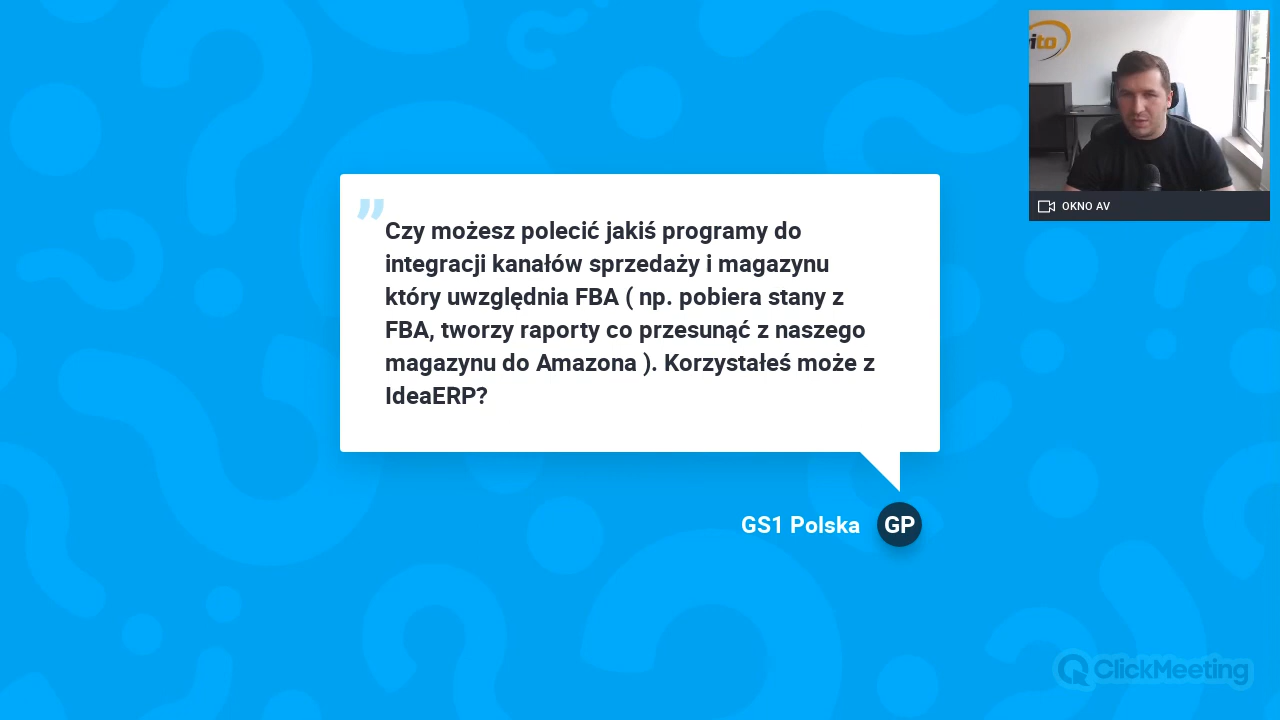 ito
OKNO AV
”
Czy możesz polecić jakiś programy do
integracji kanałów sprzedaży i magazynu
który uwzględnia FBA ( np. pobiera stany z
FBA, tworzy raporty co przesunąć z naszego
magazynu do Amazona ). Korzystałeś może z
IdeaERP?
GS1 Polska
GP
ClickMeeting